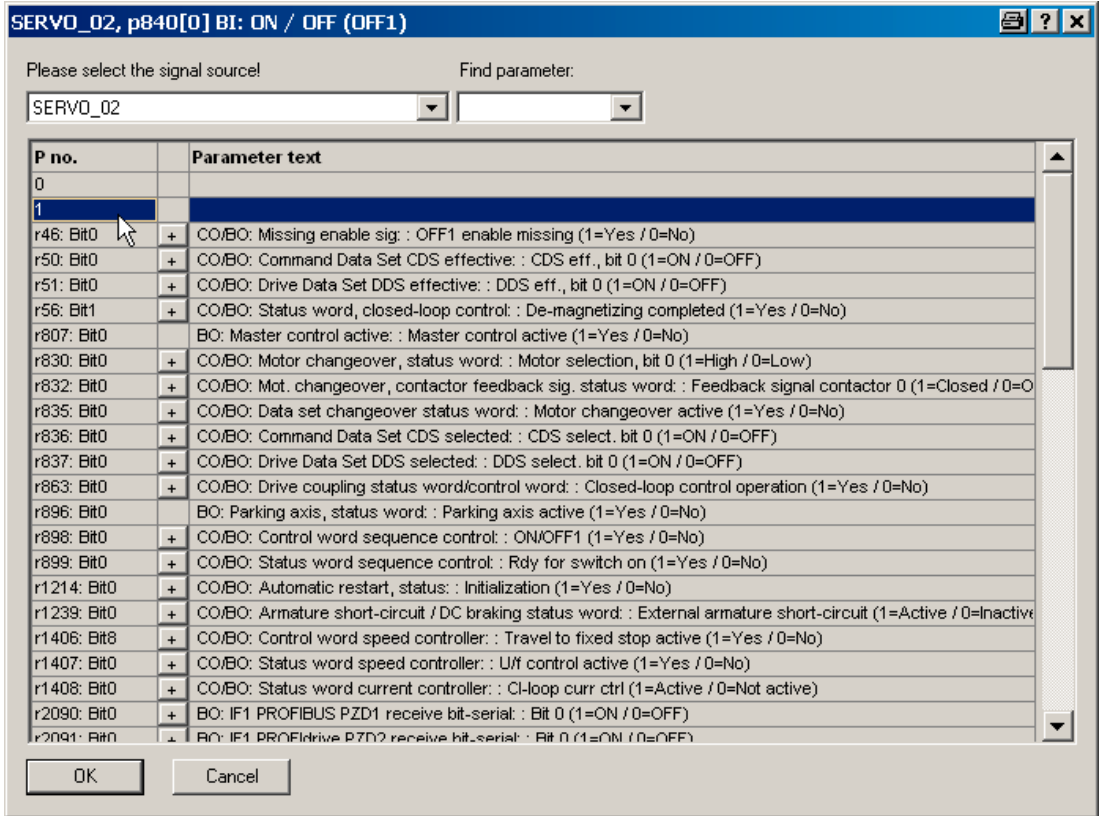 SERVO_02, p840[0] BI: ON / OFF (OFF1)
Please select the signal source! Find parameter:
SERVO_02
P no. Parameter text
0
1
r46: Bit0 + CO/BO: Missing enable sig: : OFF1 enable missing (1=Yes / 0=No)
r50: Bit0 + CO/BO: Command Data Set CDS effective: : CDS eff., bit 0 (1=ON / 0=OFF)
r51: Bit0 + CO/BO: Drive Data Set DDS effective: : DDS eff., bit 0 (1=ON / 0=OFF)
r56: Bit1 + CO/BO: Status word, closed-loop control: : De-magnetizing completed (1=Yes / 0=No)
r807: Bit0 BO: Master control active: : Master control active (1=Yes / 0=No)
r830: Bit0 + CO/BO: Motor changeover, status word: : Motor selection, bit 0 (1=High / 0=Low)
r832: Bit0 + CO/BO: Mot. changeover, contactor feedback sig. status word: : Feedback signal contactor 0 (1=Closed / 0=O
r835: Bit0 + CO/BO: Data set changeover status word: : Motor changeover active (1=Yes / 0=No)
r836: Bit0 + CO/BO: Command Data Set CDS selected: : CDS select. bit 0 (1=ON / 0=OFF)
r837: Bit0 + CO/BO: Drive Data Set DDS selected: : DDS select. bit 0 (1=ON / 0=OFF)
r863: Bit0 + CO/BO: Drive coupling status word/control word: : Closed-loop control operation (1=Yes / 0=No)
r896: Bit0 BO: Parking axis, status word: : Parking axis active (1=Yes / 0=No)
r898: Bit0 + CO/BO: Control word sequence control: : ON/OFF1 (1=Yes / 0=No)
r899: Bit0 + CO/BO: Status word sequence control: : Rdy for switch on (1=Yes / 0=No)
r1214: Bit0 + CO/BO: Automatic restart, status: : Initialization (1=Yes / 0=No)
r1239: Bit0 + CO/BO: Armature short-circuit / DC braking status word: : External armature short-circuit (1=Active / 0=Inactive
r1406: Bit8 + CO/BO: Control word speed controller: : Travel to fixed stop active (1=Yes / 0=No)
r1407: Bit0 + CO/BO: Status word speed controller: : U/f control active (1=Yes / 0=No)
r1408: Bit0 + CO/BO: Status word current controller: : Cl-loop curr ctrl (1=Active / 0=Not active)
r2090: Bit0 + BO: IF1 PROFIBUS PZD1 receive bit-serial: : Bit 0 (1=ON / 0=OFF)
r2091: Bit0 + BO: IF1 PROFIdrive PZD2 receive bit-serial: : Bit 0 (1=ON / 0=OFF)
OK Cancel